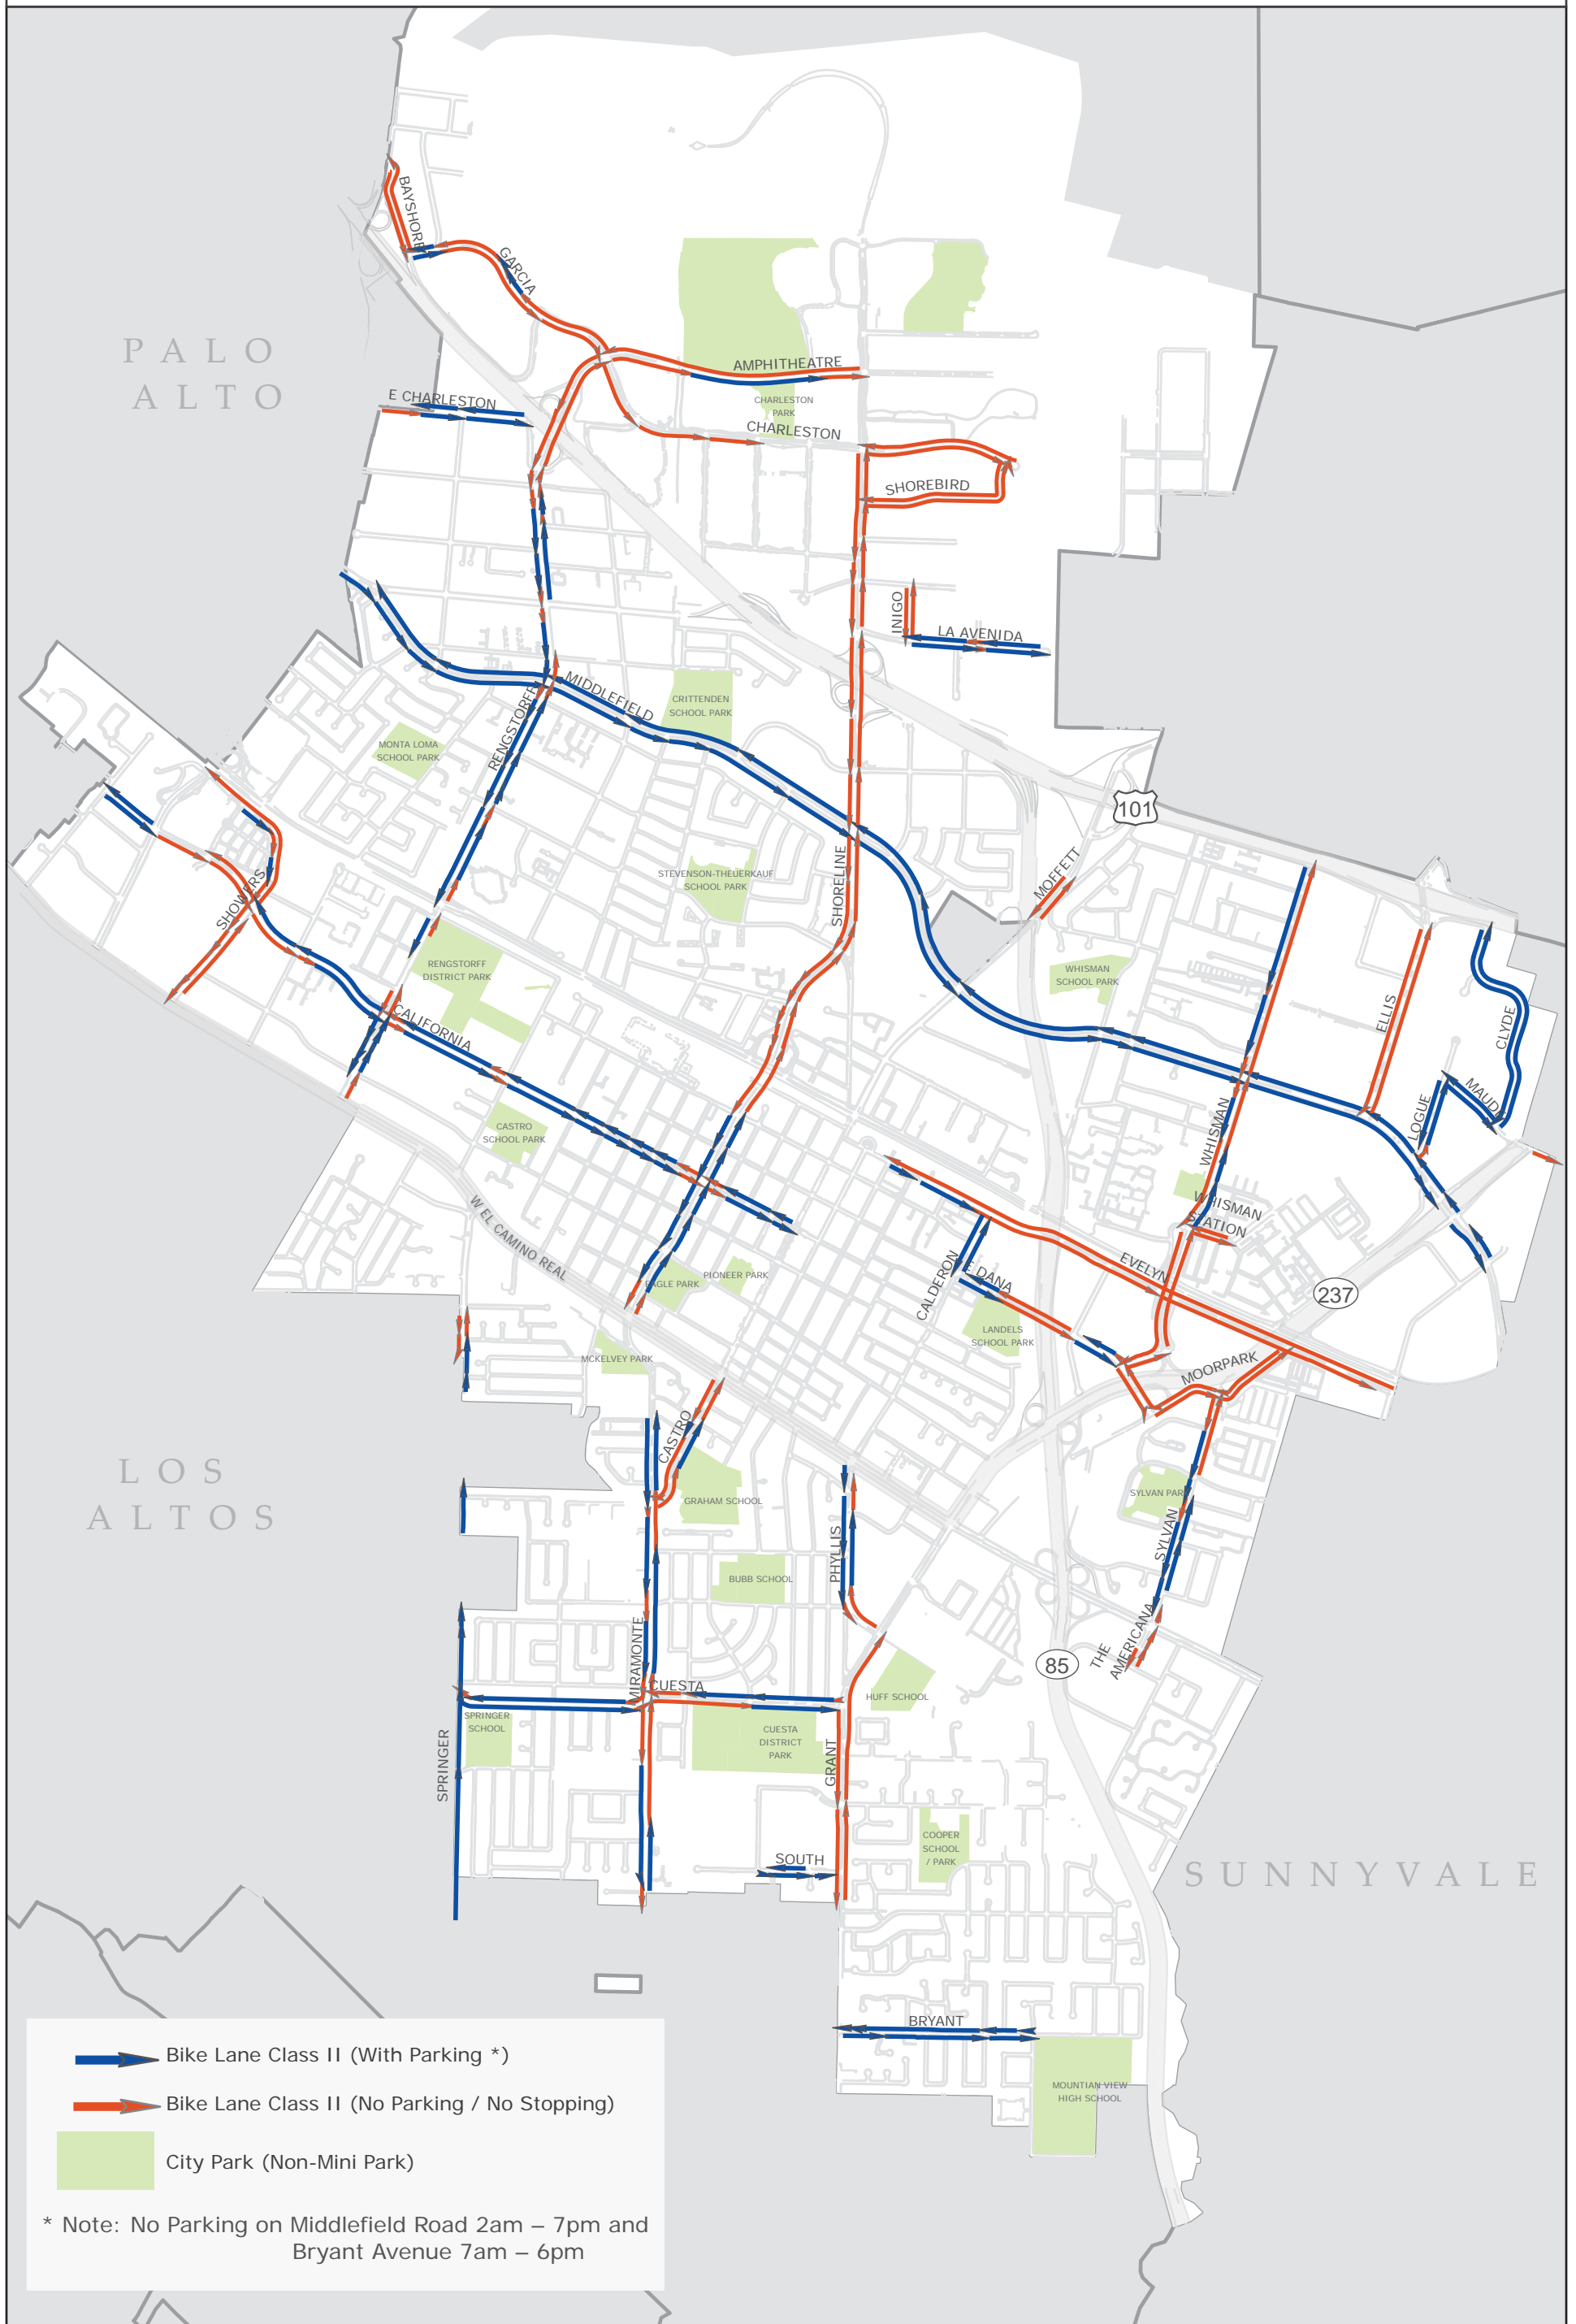 BAYSHORE
GARCIA
PALO
ALTO
AMPHITHEATRE
E CHARLESTON
CHARLESTON
PARK
CHARLESTON
SHOREBIRD
INIGO
LA AVENIDA
MIDDLEFIELD
CRITTENDEN
SCHOOL PARK
RENGSTORFF
MONTA LOMA
SCHOOL PARK
101
SHOWERS
STEVENSON-THEUERKAUF
SCHOOL PARK
SHORELINE
MOFFETT
RENGSTORFF
DISTRICT PARK
WHISMAN
SCHOOL PARK
ELLIS
CLYDE
CALIFORNIA
MAUDE
LOGUE
CASTRO
SCHOOL PARK
WHISMAN
WHISMAN
STATION
W EL CAMINO REAL
EVELYN
PIONEER PARK
EAGLE PARK
CALDERON
E DANA
237
LANDELS
SCHOOL PARK
MCKELVEY PARK
MOORPARK
CASTRO
LOS
ALTOS
GRAHAM SCHOOL
SYLVAN PARK
SYLVAN
PHYLLIS
BUBB SCHOOL
MIRAMONTE
THE
AMERICANA
85
CUESTA
HUFF SCHOOL
SPRINGER
SCHOOL
CUESTA
DISTRICT
PARK
SPRINGER
GRANT
COOPER
SCHOOL
/ PARK
SOUTH
SUNNYVALE
BRYANT
MOUNTIAN VIEW
HIGH SCHOOL
Bike Lane Class II (With Parking *)
Bike Lane Class II (No Parking / No Stopping)
City Park (Non-Mini Park)
* Note: No Parking on Middlefield Road 2am – 7pm and
Bryant Avenue 7am – 6pm